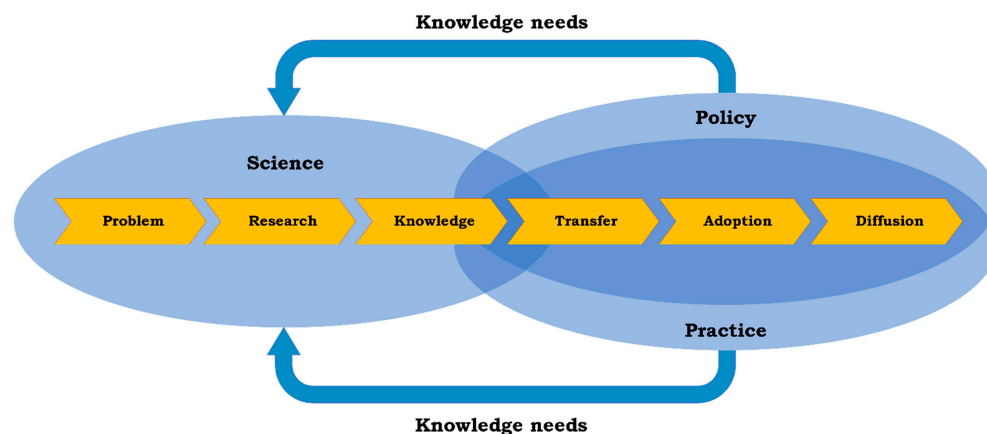 Knowledge needs
Policy
Science
Problem
Research
Knowledge
Transfer
Adoption
Diffusion
Practice
Knowledge needs